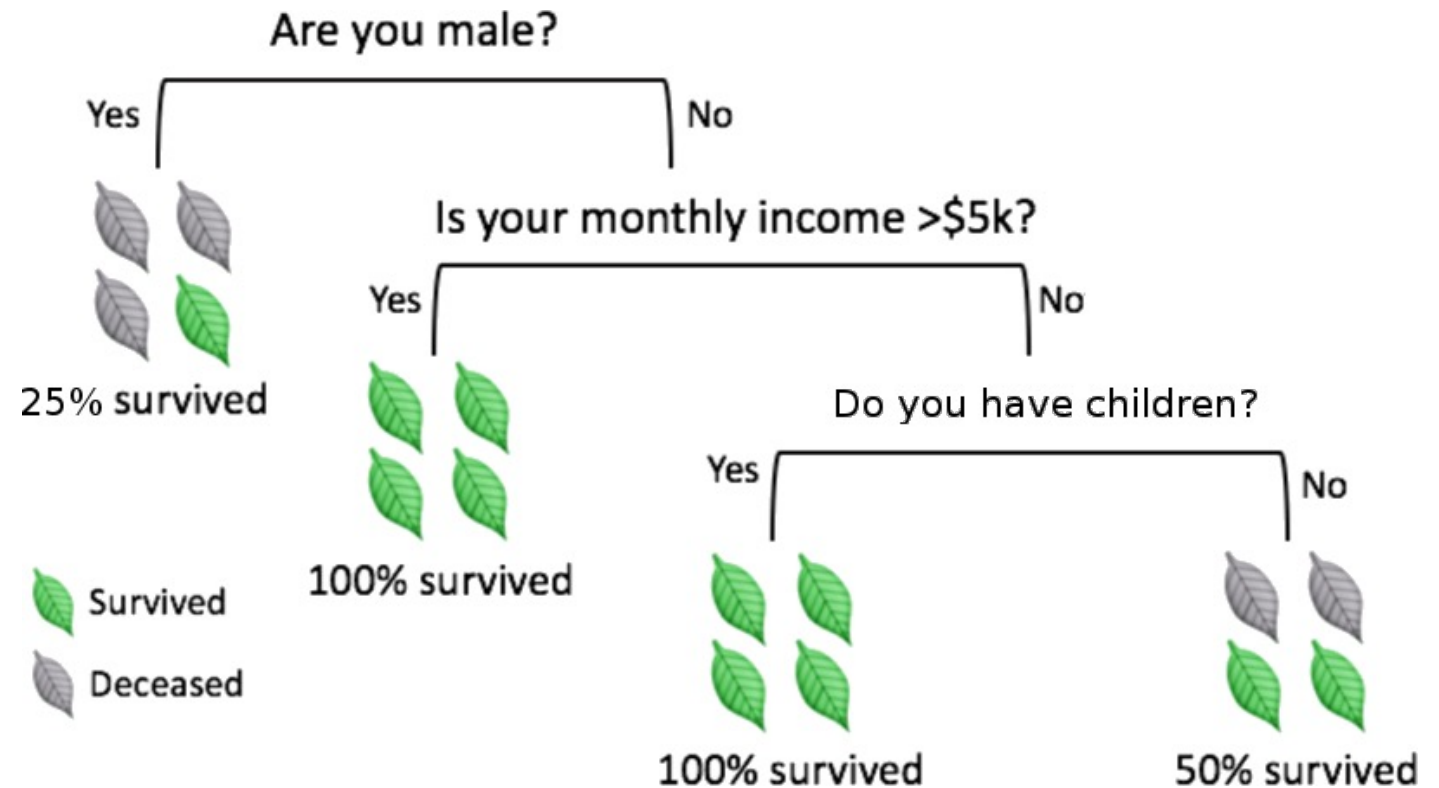 Are you male?
Yes
No
Is your monthly income >$5k?
Yes
No
25% survived
Do you have children?
Yes
No
100% survived
Survived
Deceased
100% survived
50% survived